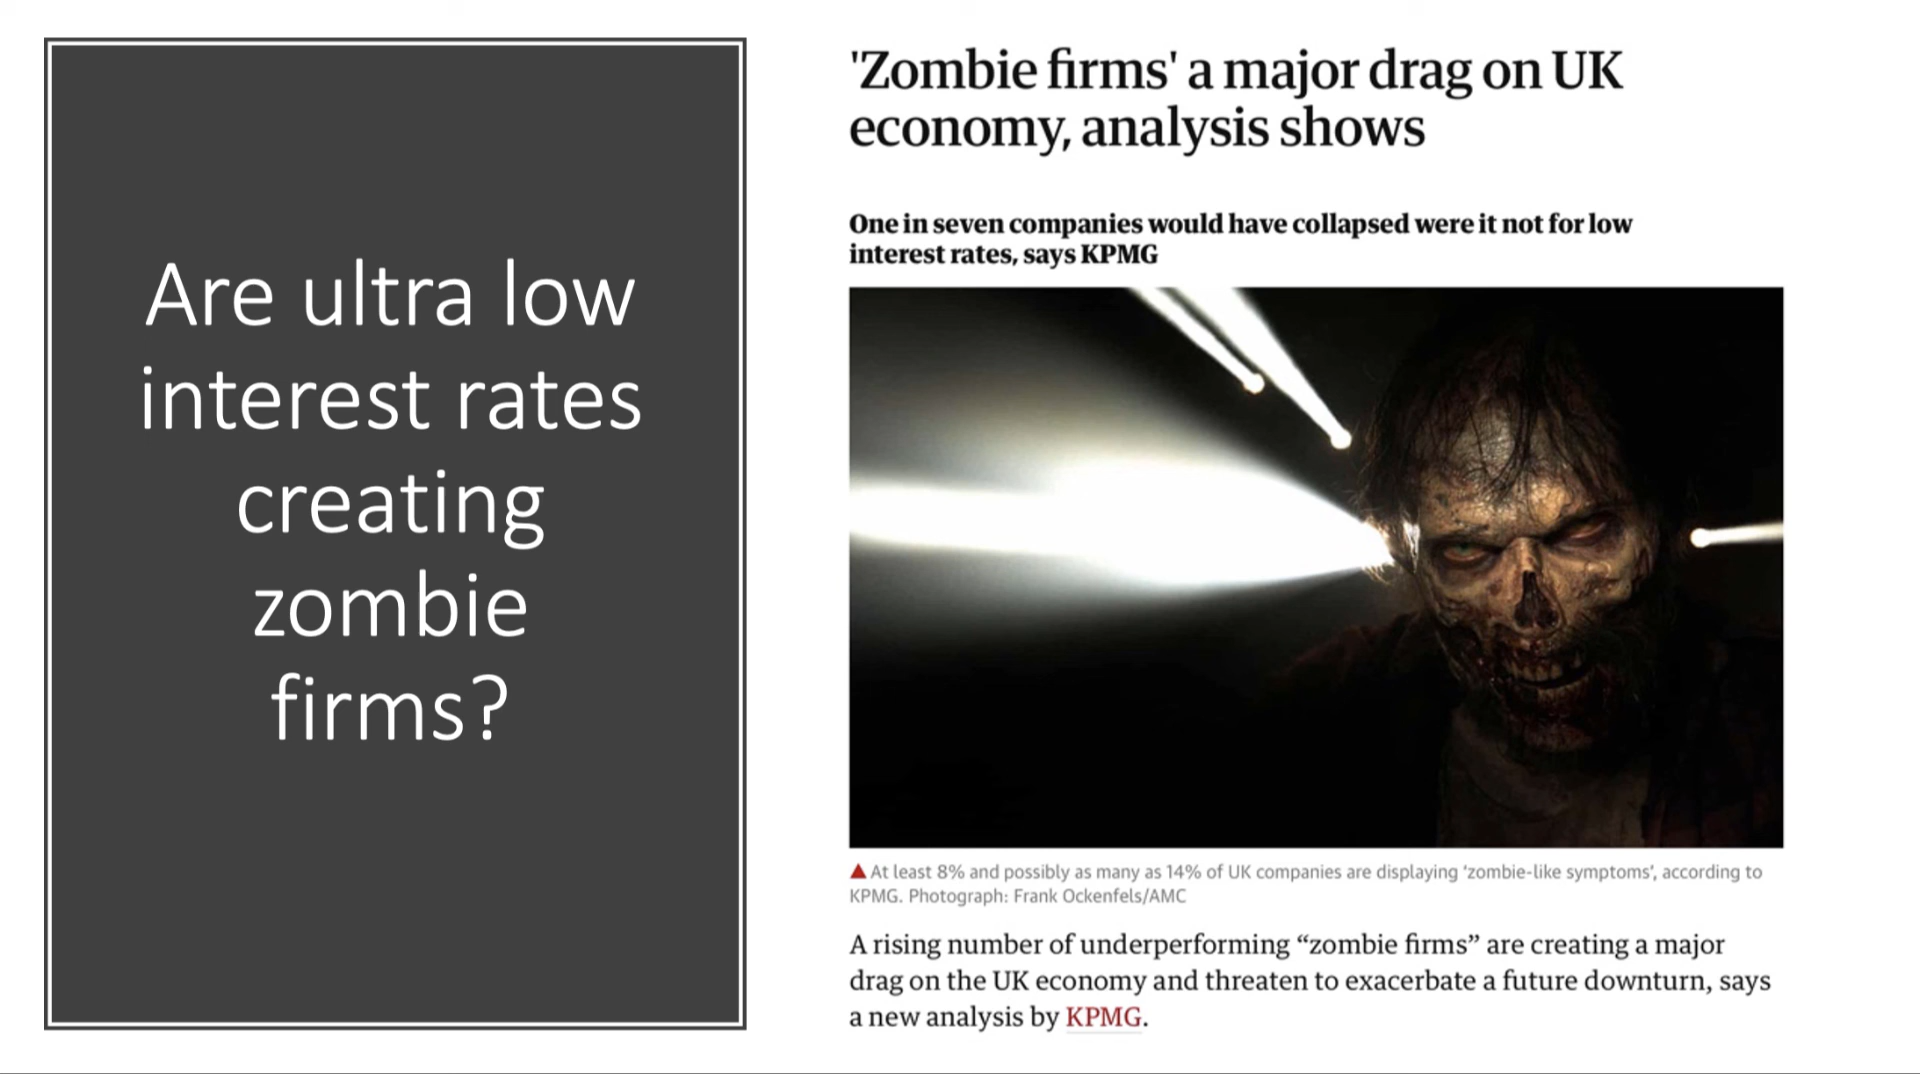 Are ultra low
interest rates
creating
zombie
firms?
'Zombie firms' a major drag on UK
economy, analysis shows
One in seven companies would have collapsed were it not for low
interest rates, says KPMG
▲ At least 8% and possibly as many as 14% of UK companies are displaying 'zombie-like symptoms', according to
KPMG. Photograph: Frank Ockenfels/AMC
A rising number of underperforming “zombie firms” are creating a major
drag on the UK economy and threaten to exacerbate a future downturn, says
a new analysis by KPMG.